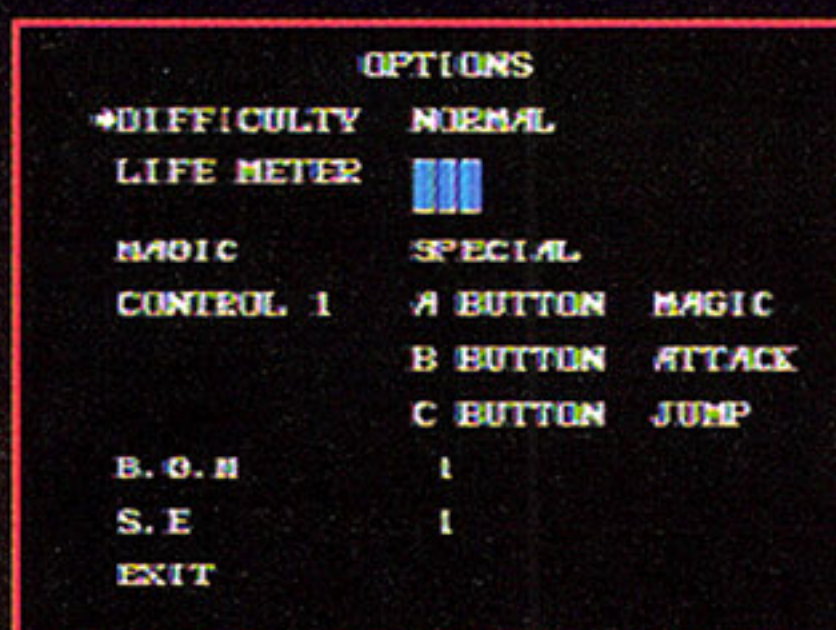 OPTIONS
➔DIFFICULTY NORMAL
LIFE METER
MAGIC SPECIAL
CONTROL 1 A BUTTON MAGIC
B BUTTON ATTACK
C BUTTON JUMP
B.G.M 1
S.E 1
EXIT